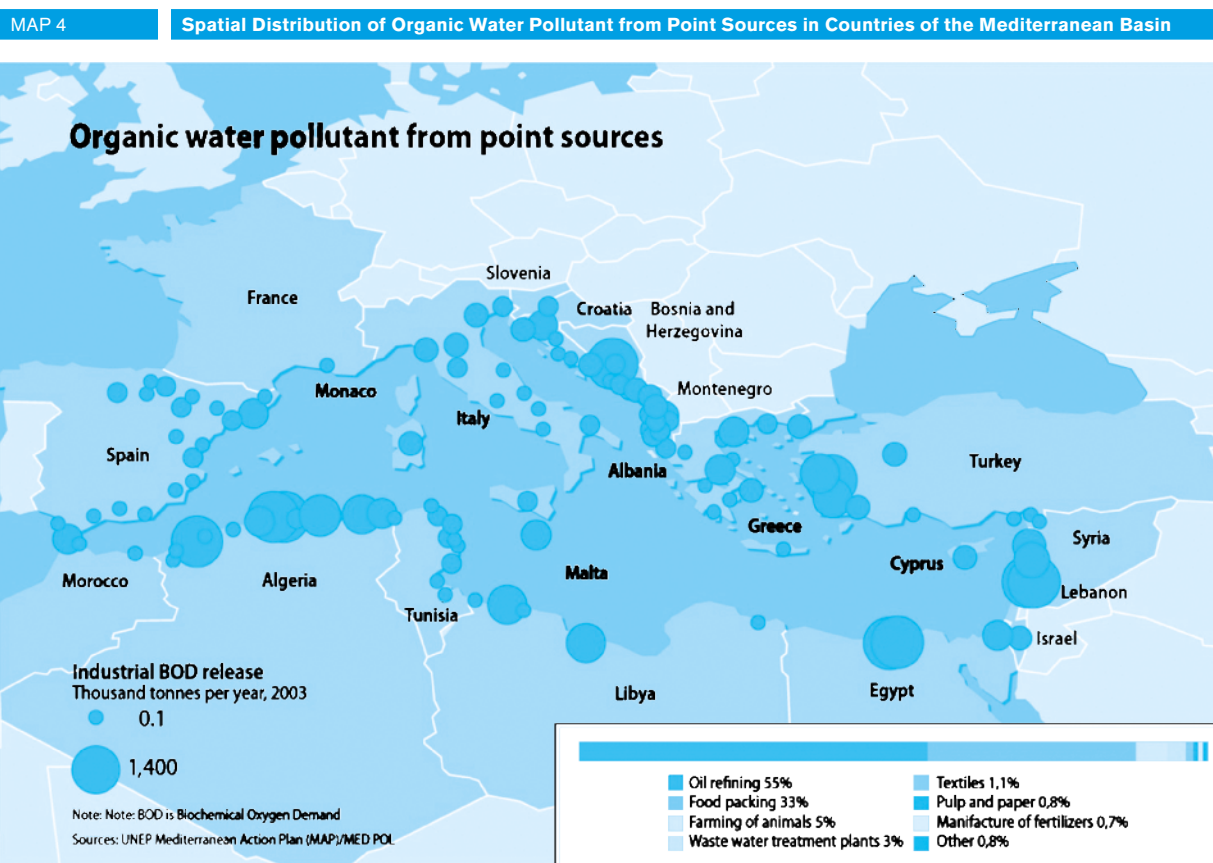 MAP 4
Spatial Distribution of Organic Water Pollutant from Point Sources in Countries of the Mediterranean Basin
Organic water pollutant from point sources
Slovenia
France
Croatia
Bosnia and
Herzegovina
Monaco
Montenegro
Italy
Spain
Albania
Turkey
Greece
Syria
Cyprus
Malta
Morocco
Algeria
Lebanon
Tunisia
Israel
Libya
Egypt
Industrial BOD release
Thousand tonnes per year, 2003
0.1
1,400
Note: Note: BOD is Biochemical Oxygen Demand
Sources: UNEP Mediterranean Action Plan (MAP)/MED POL
Oil refining 55%
Food packing 33%
Farming of animals 5%
Waste water treatment plants 3%
Textiles 1,1%
Pulp and paper 0,8%
Manifacture of fertilizers 0,7%
Other 0,8%